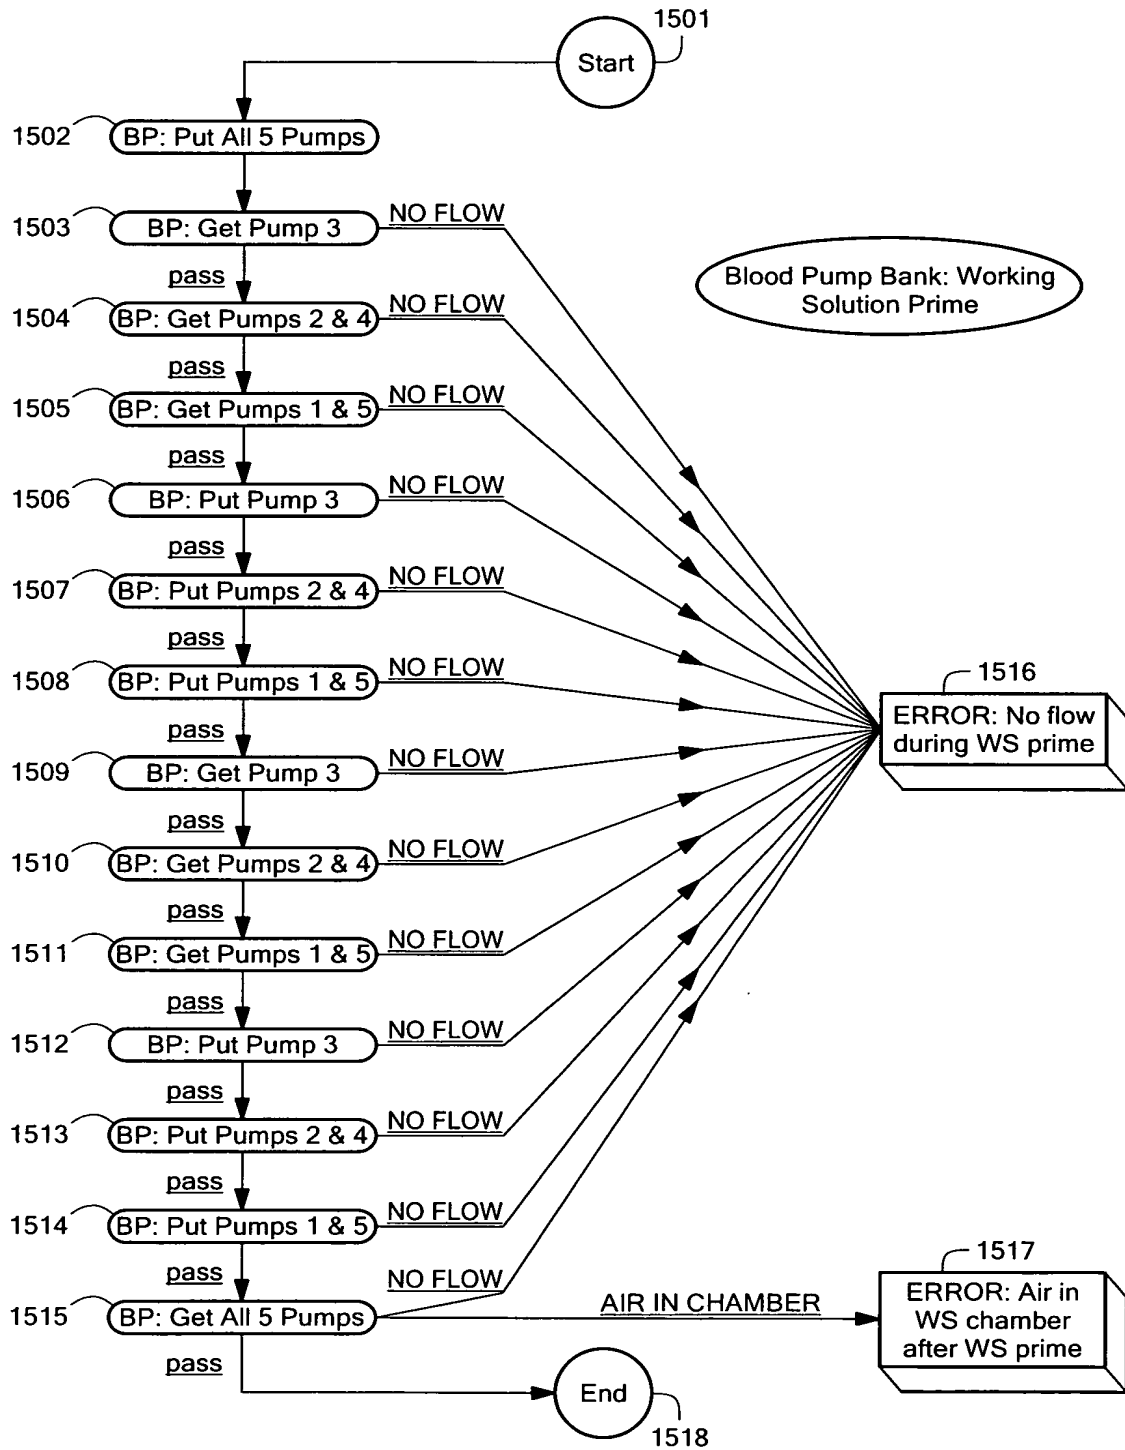 1501
Start
1502
BP: Put All 5 Pumps
1503
BP: Get Pump 3
NO FLOW
Blood Pump Bank: Working
Solution Prime
pass
1504
BP: Get Pumps 2 & 4
NO FLOW
pass
1505
BP: Get Pumps 1 & 5
NO FLOW
pass
1506
BP: Put Pump 3
NO FLOW
pass
1507
BP: Put Pumps 2 & 4
NO FLOW
pass
1508
BP: Put Pumps 1 & 5
NO FLOW
1516
ERROR: No flow
during WS prime
pass
1509
BP: Get Pump 3
NO FLOW
pass
1510
BP: Get Pumps 2 & 4
NO FLOW
pass
1511
BP: Get Pumps 1 & 5
NO FLOW
pass
1512
BP: Put Pump 3
NO FLOW
pass
1513
BP: Put Pumps 2 & 4
NO FLOW
pass
1514
BP: Put Pumps 1 & 5
NO FLOW
pass
1515
BP: Get All 5 Pumps
NO FLOW
AIR IN CHAMBER
1517
ERROR: Air in
WS chamber
after WS prime
pass
End
1518